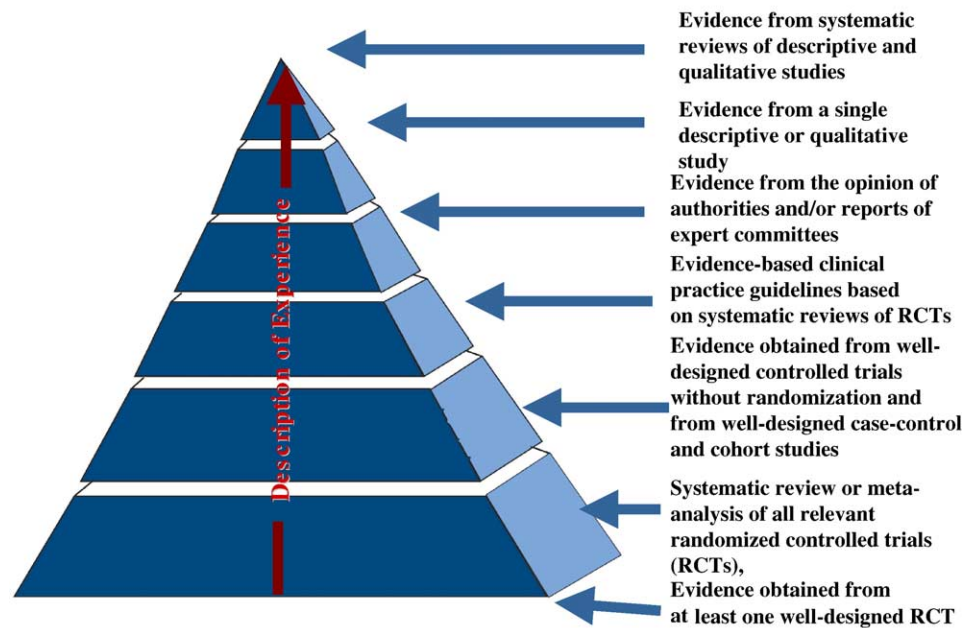 Evidence from systematic
reviews of descriptive and
qualitative studies
Evidence from a single
descriptive or qualitative
study
Evidence from the opinion of
authorities and/or reports of
expert committees
Evidence-based clinical
practice guidelines based
on systematic reviews of RCTs
Evidence obtained from well-
designed controlled trials
without randomization and
from well-designed case-control
and cohort studies
Systematic review or meta-
analysis of all relevant
randomized controlled trials
(RCTs),
Evidence obtained from
at least one well-designed RCT
Description of Experience